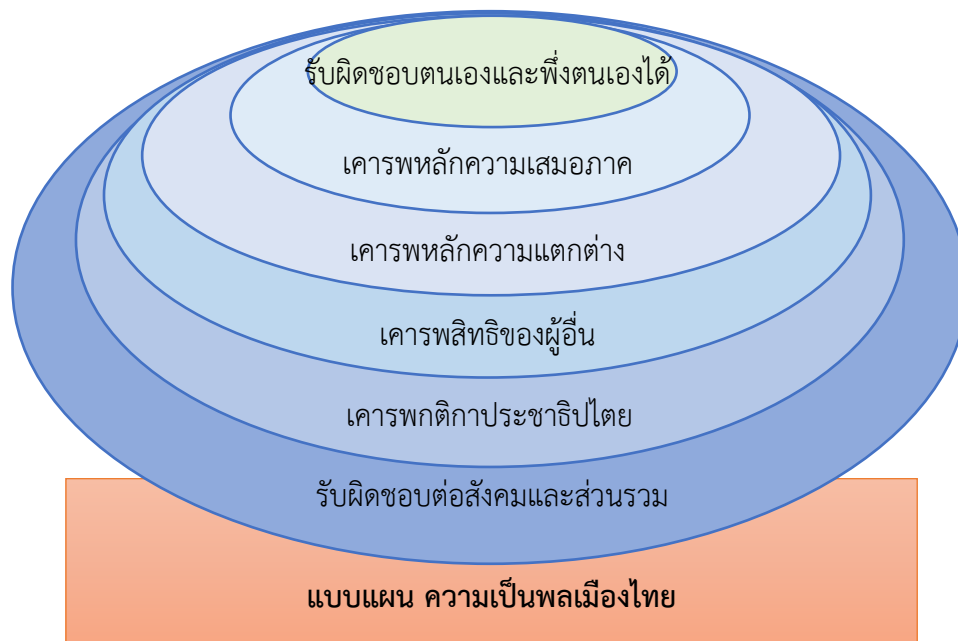 รับผิดชอบตนเองและพึ่งตนเองได้
เคารพหลักความเสมอภาค
เคารพหลักความแตกต่าง
เคารพสิทธิของผู้อื่น
เคารพกติกาประชาธิปไตย
รับผิดชอบต่อสังคมและส่วนรวม
แบบแผน ความเป็นพลเมืองไทย